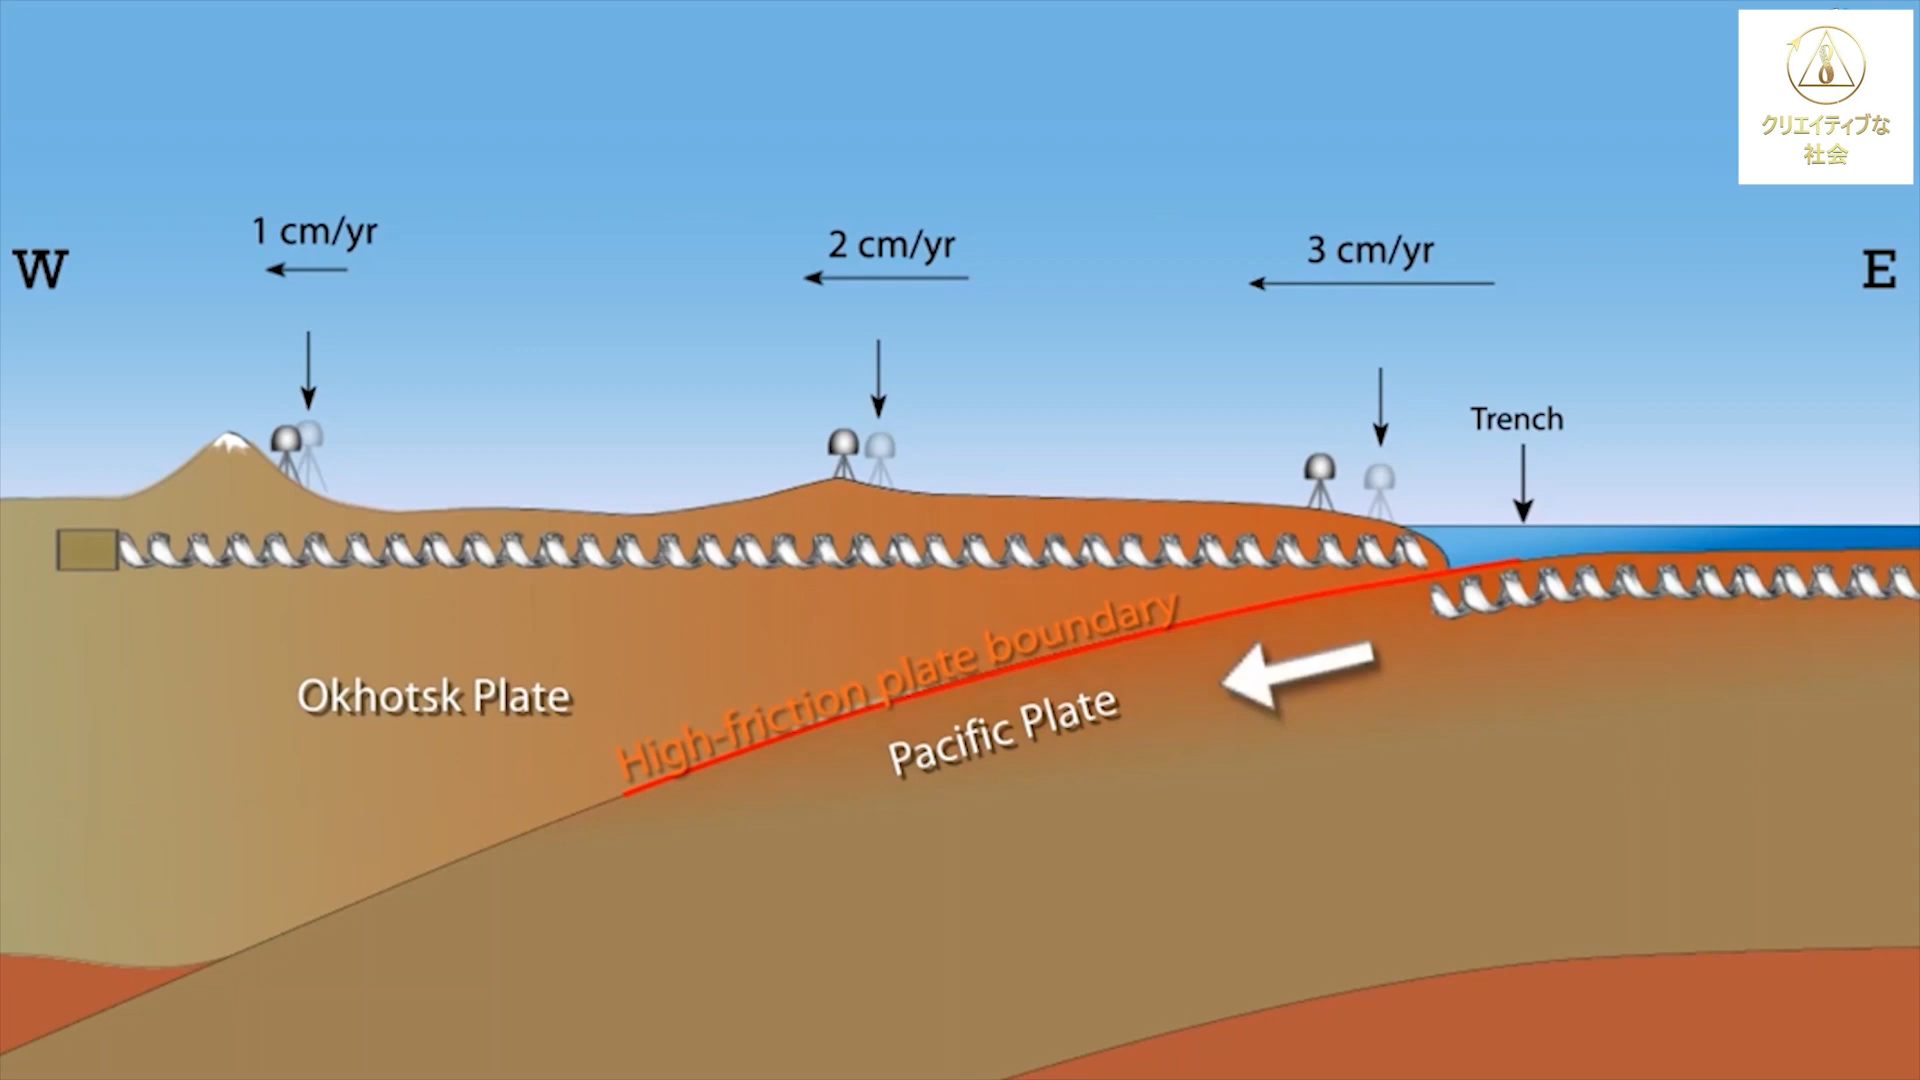 クリエイティブな
社会
1 cm/yr
2 cm/yr
3 cm/yr
W
E
Trench
High-friction plate boundary
Okhotsk Plate
Pacific Plate